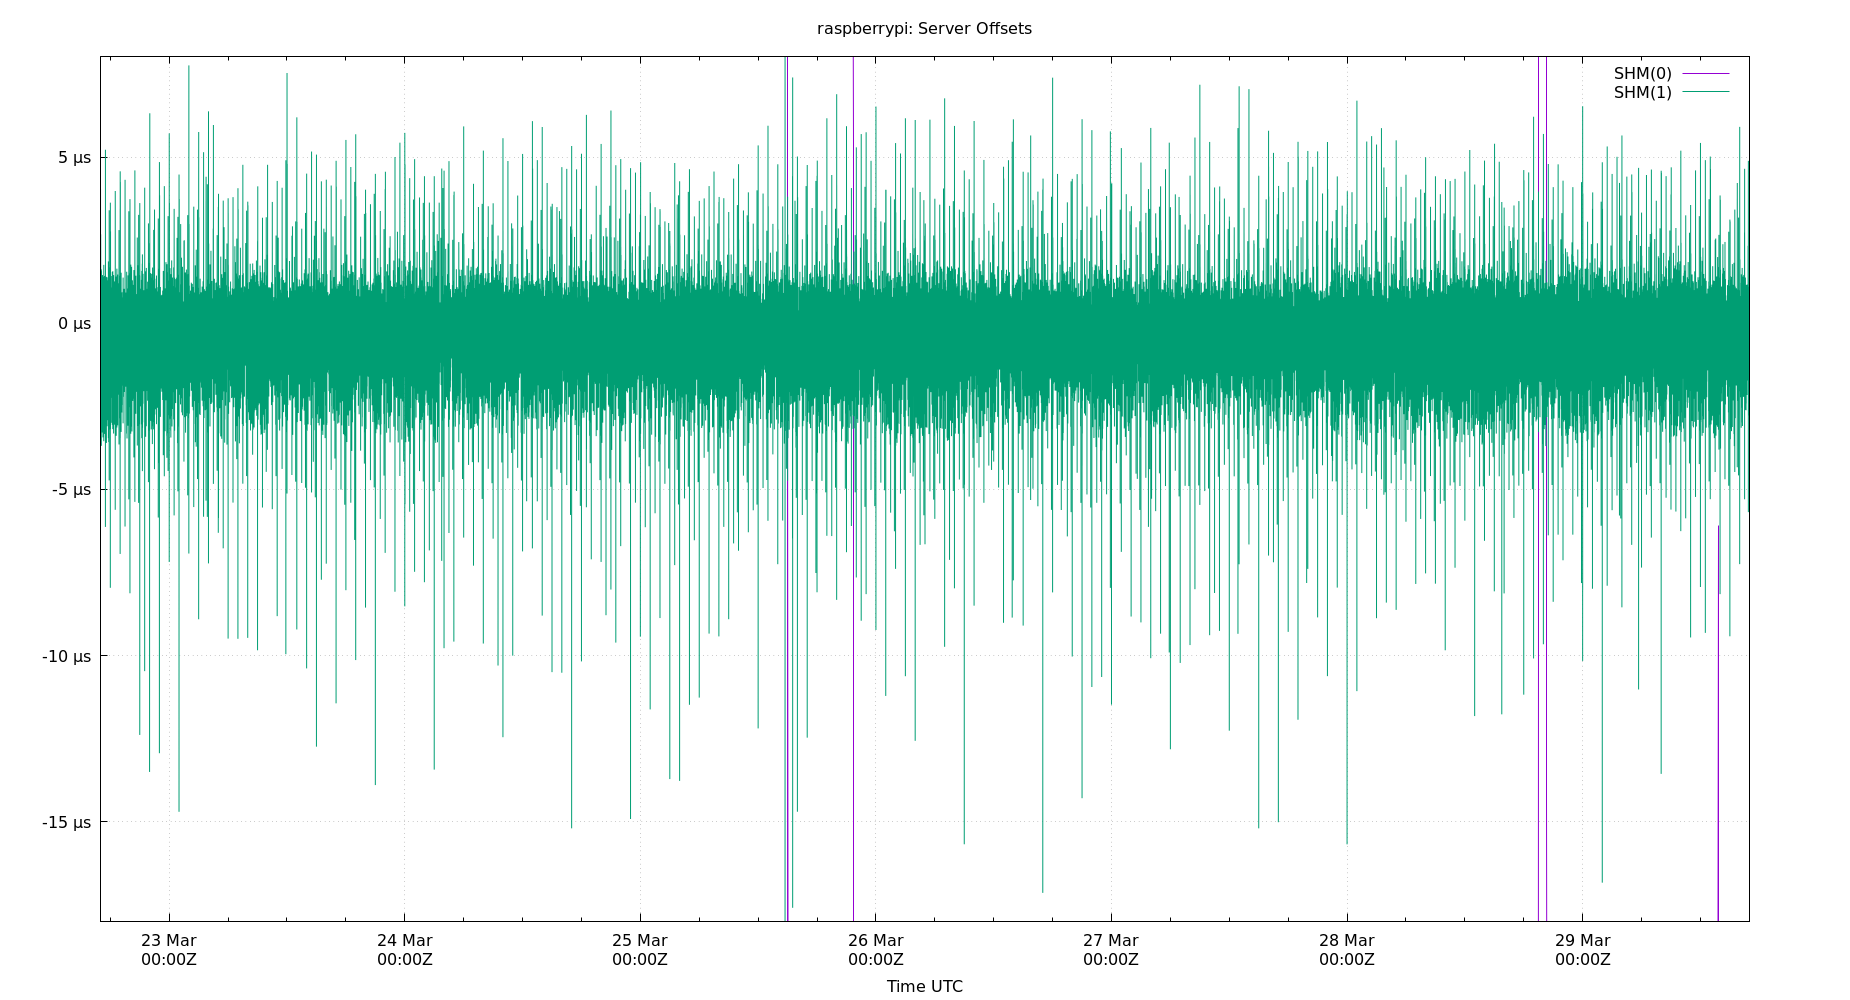 raspberrypi: Server Offsets
SHM(0)
SHM(1)
5 µs
0 µs
-5 µs
-10 µs
-15 µs
23 Mar 24 Mar 25 Mar 26 Mar 27 Mar 28 Mar 29 Mar
00:00Z 00:00Z 00:00Z 00:00Z 00:00Z 00:00Z 00:00Z
Time UTC